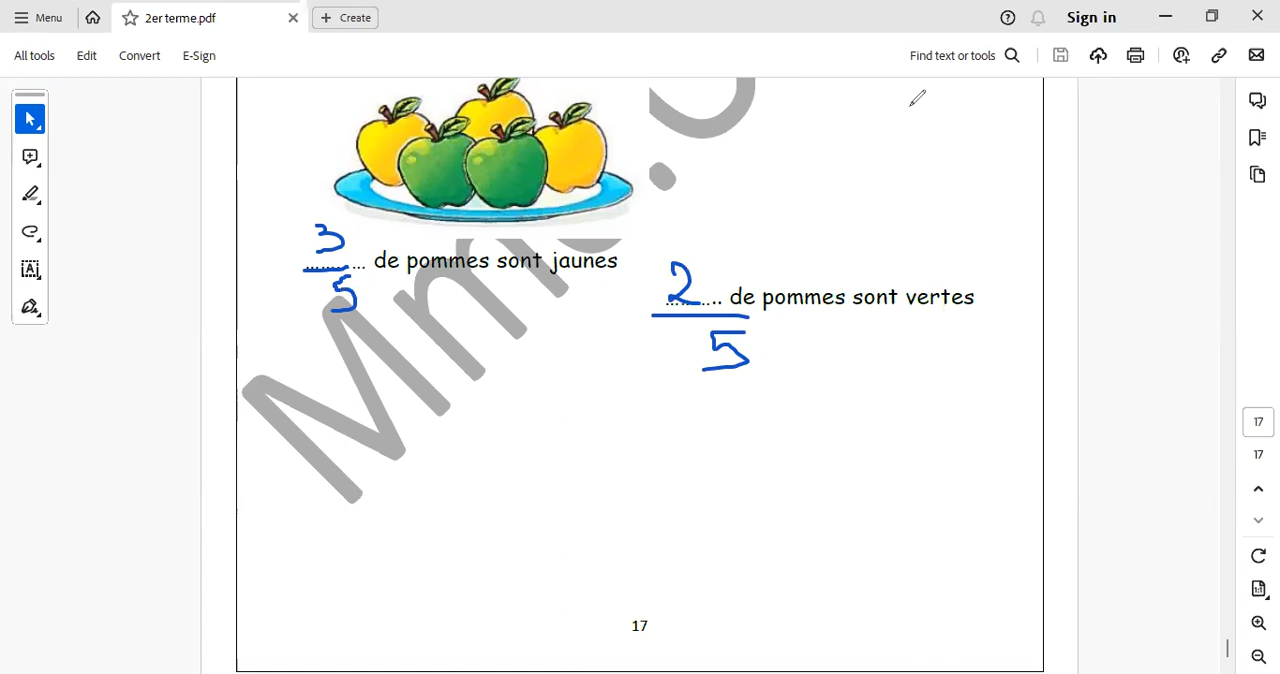 Menu
2er terme.pdf
Create
Sign in
All tools
Edit
Convert
E-Sign
Find text or tools
3
......... de pommes sont jaunes
5
2
.......... de pommes sont vertes
5
17
17
17